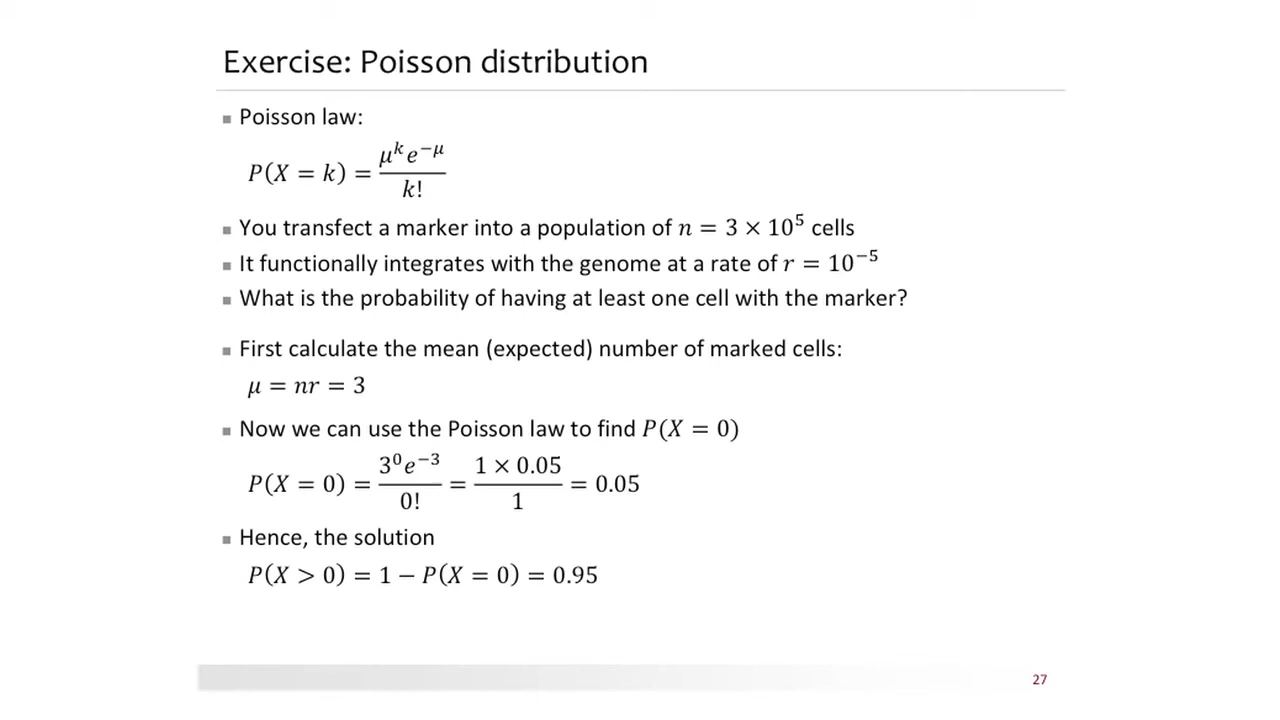 Exercise: Poisson distribution
Poisson law:
P(X = k) = μ^k e^−μ / k!
You transfect a marker into a population of n = 3 × 10⁵ cells
It functionally integrates with the genome at a rate of r = 10⁻⁵
What is the probability of having at least one cell with the marker?
First calculate the mean (expected) number of marked cells:
μ = nr = 3
Now we can use the Poisson law to find P(X = 0)
P(X = 0) = 3⁰e⁻³ / 0! = 1 × 0.05 / 1 = 0.05
Hence, the solution
P(X > 0) = 1 − P(X = 0) = 0.95
27